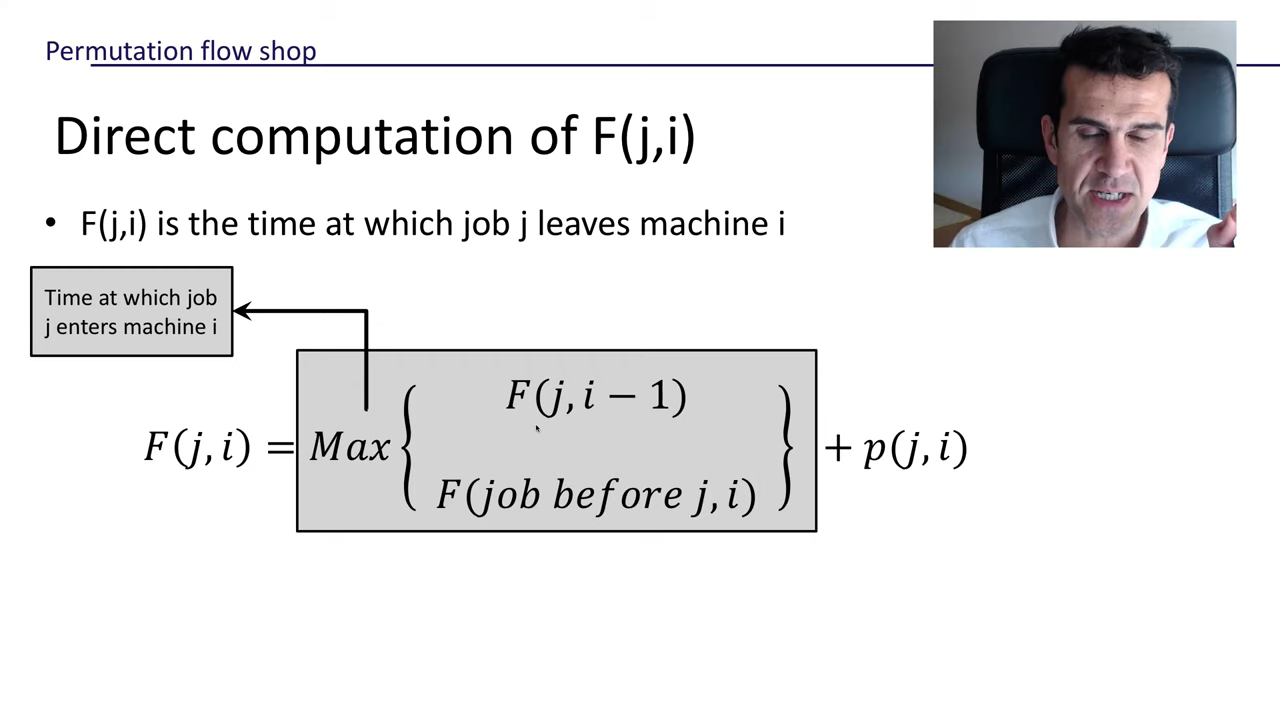 Permutation flow shop
Direct computation of F(j,i)
• F(j,i) is the time at which job j leaves machine i
Time at which job
j enters machine i
F(j, i − 1)
F(j, i) = Max { } + p(j, i)
F(job before j, i)